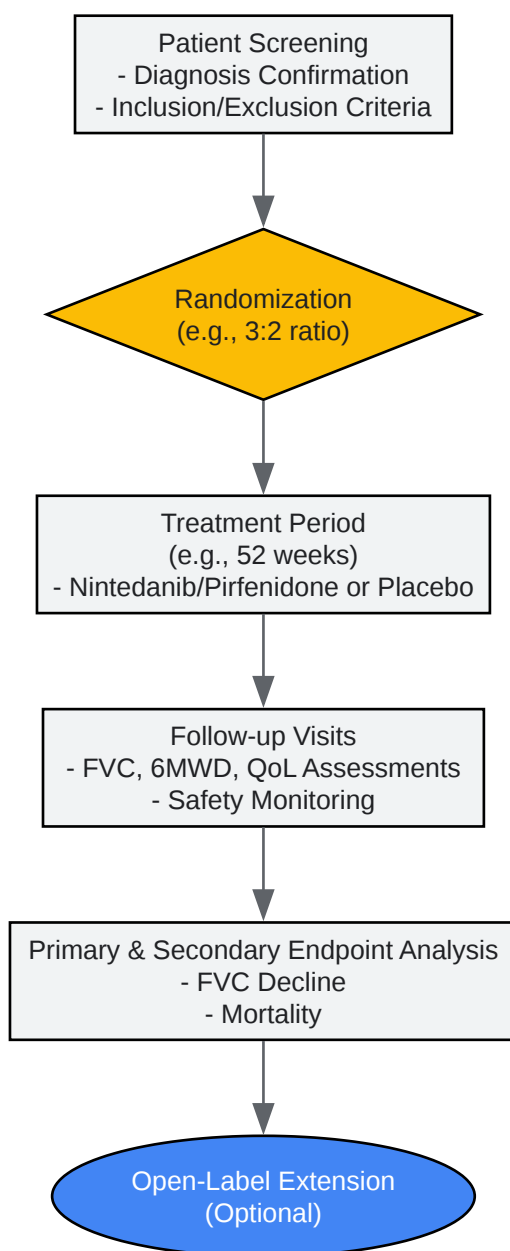 Patient Screening
- Diagnosis Confirmation
- Inclusion/Exclusion Criteria
Randomization
(e.g., 3:2 ratio)
Treatment Period
(e.g., 52 weeks)
- Nintedanib/Pirfenidone or Placebo
Follow-up Visits
- FVC, 6MWD, QoL Assessments
- Safety Monitoring
Primary & Secondary Endpoint Analysis
- FVC Decline
- Mortality
Open-Label Extension
(Optional)